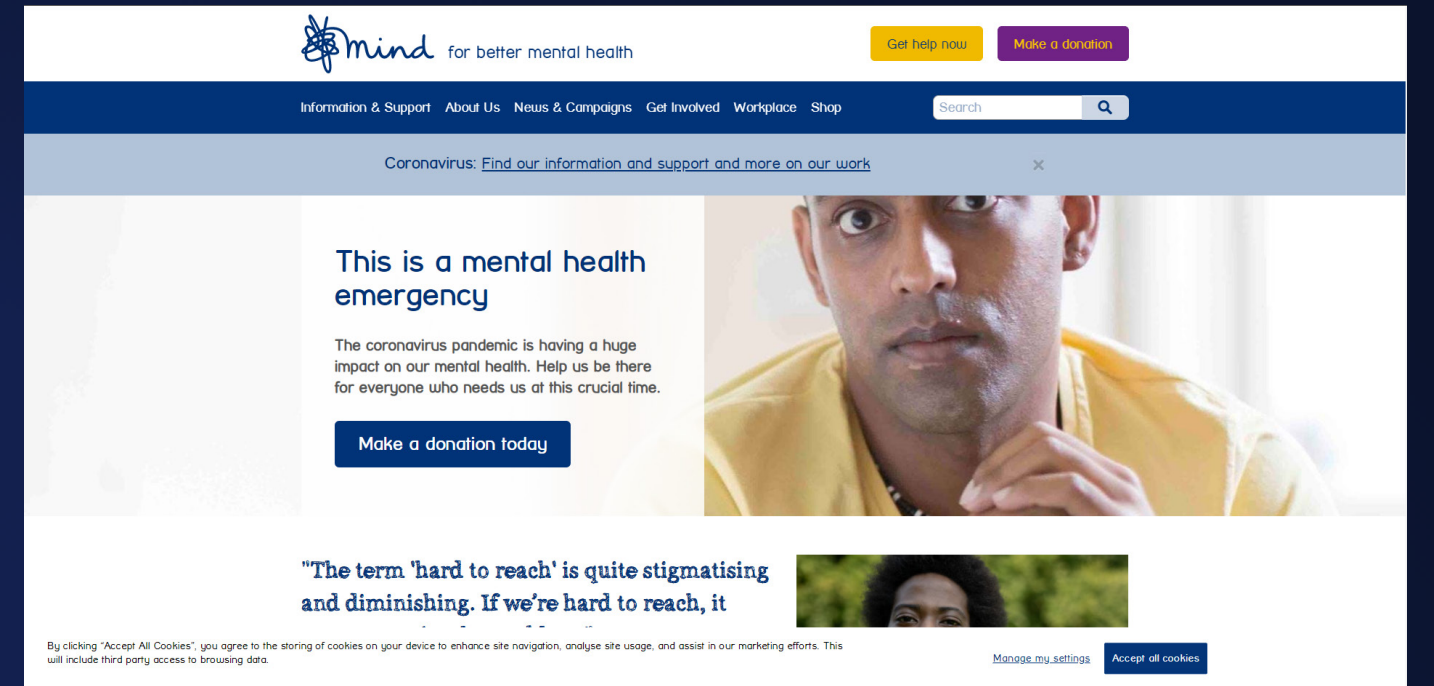 mind for better mental health
Get help now
Make a donation
Information & Support About Us News & Campaigns Get Involved Workplace Shop
Search
Coronavirus: Find our information and support and more on our work ×
This is a mental health
emergency
The coronavirus pandemic is having a huge
impact on our mental health. Help us be there
for everyone who needs us at this crucial time.
Make a donation today
"The term 'hard to reach' is quite stigmatising
and diminishing. If we're hard to reach, it
By clicking “Accept All Cookies”, you agree to the storing of cookies on your device to enhance site navigation, analyse site usage, and assist in our marketing efforts. This
will include third party access to browsing data.
Manage my settings
Accept all cookies